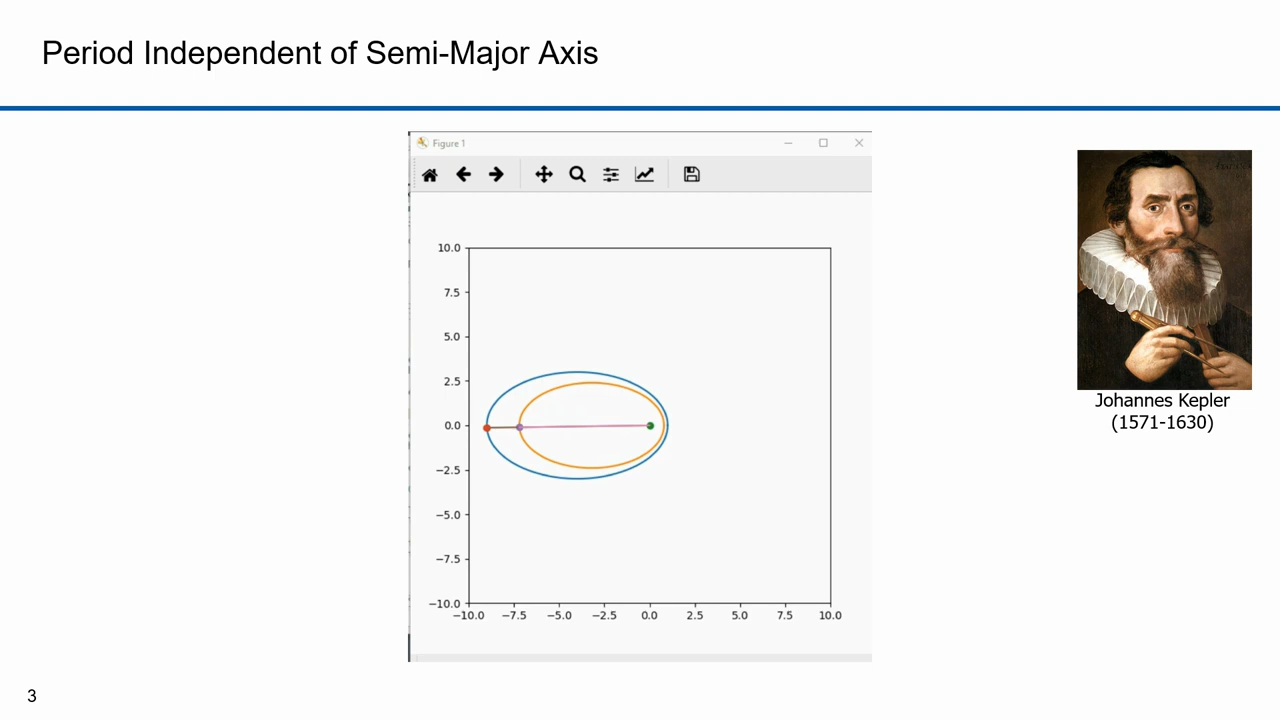 Period Independent of Semi-Major Axis
Figure 1
10.0
7.5
5.0
2.5
0.0
−2.5
−5.0
−7.5
−10.0
−10.0 −7.5 −5.0 −2.5 0.0 2.5 5.0 7.5 10.0
Johannes Kepler
(1571-1630)
3